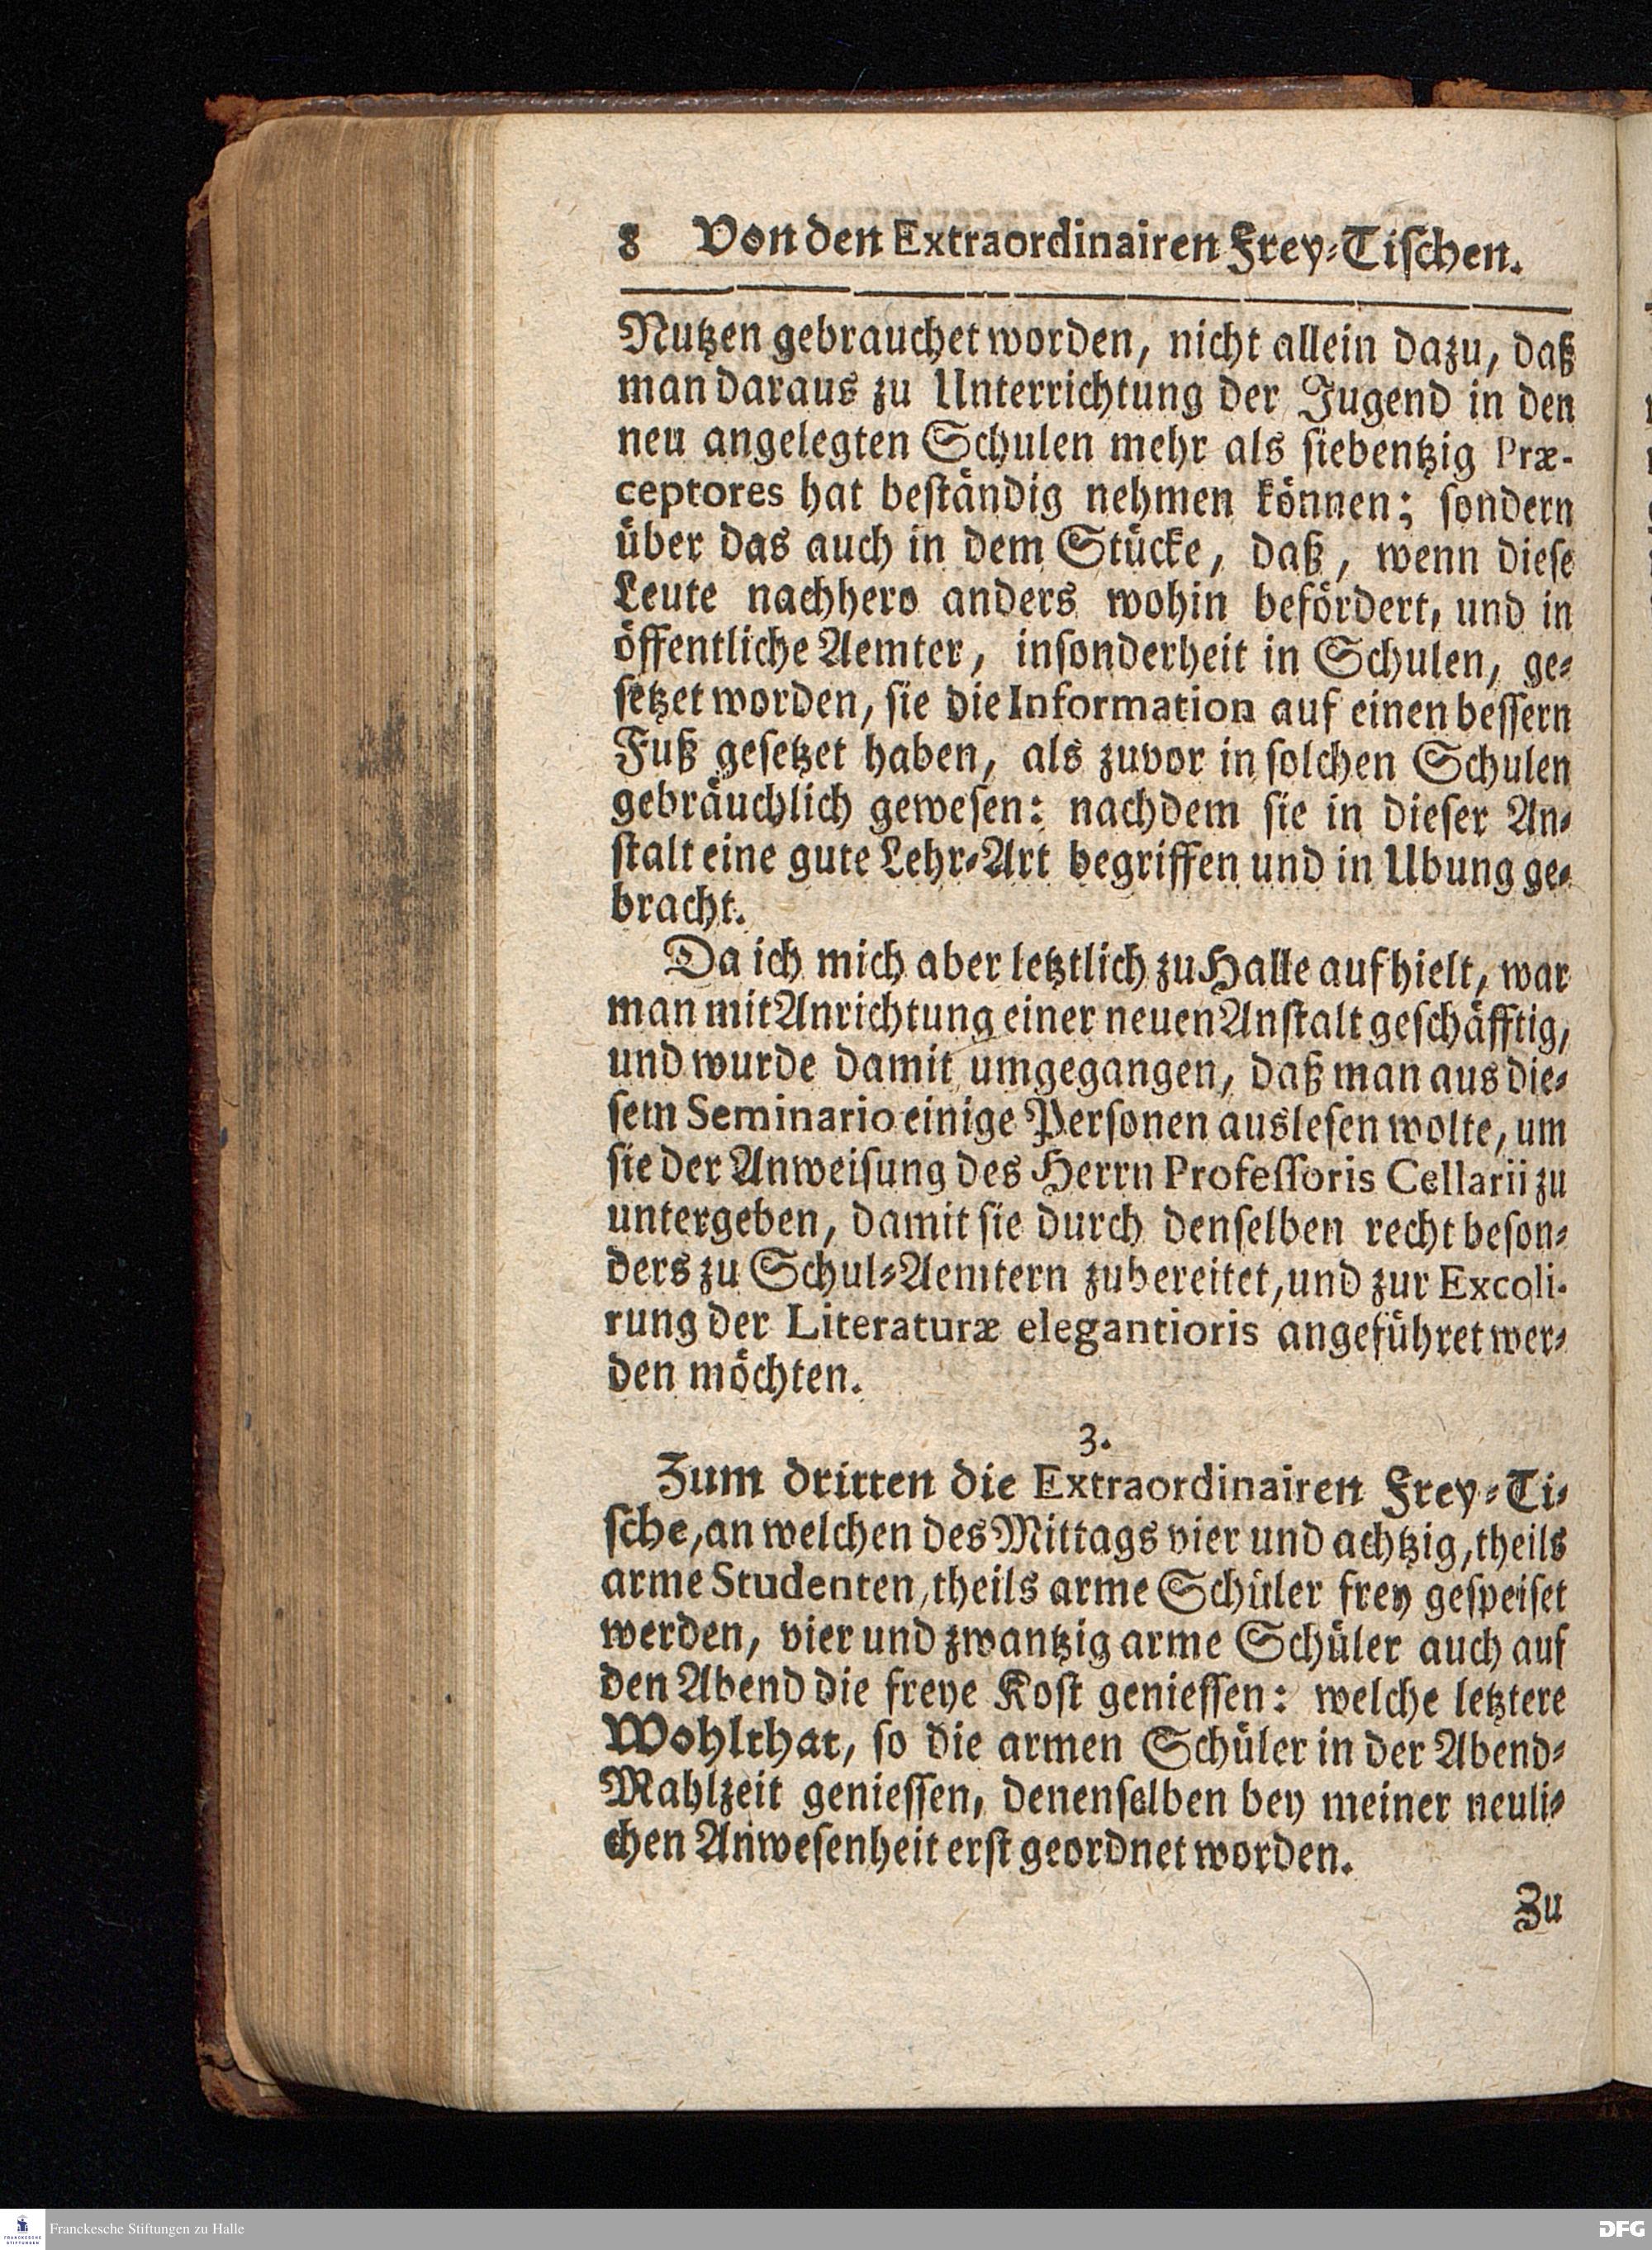 8 Von den Extraordinairen Frey-Tischen.
Nutzen gebrauchet worden, nicht allein dazu, daß
man daraus zu Unterrichtung der Jugend in den
neu angelegten Schulen mehr als siebentzig Præ-
ceptores hat beständig nehmen können; sondern
über das auch in dem Stücke, daß, wenn diese
Leute nachhero anders wohin befördert, und in
öffentliche Aemter, insonderheit in Schulen, ge-
setzet worden, sie die Information auf einen bessern
Fuß gesetzet haben, als zuvor in solchen Schulen
gebräuchlich gewesen: nachdem sie in dieser An-
stalt eine gute Lehr-Art begriffen und in Ubung ge-
bracht.
Da ich mich aber letztlich zu Halle aufhielt, war
man mit Anrichtung einer neuen Anstalt geschäfftig,
und wurde damit umgegangen, daß man aus die-
sem Seminario einige Personen auslesen wolte, um
sie der Anweisung des Herrn Professoris Cellarii zu
untergeben, damit sie durch denselben recht beson-
ders zu Schul-Aemtern zubereitet, und zur Excoli-
rung der Literaturæ elegantioris angeführet wer-
den möchten.
3.
Zum dritten die Extraordinairen Frey-Ti-
sche, an welchen des Mittags vier und achtzig, theils
arme Studenten, theils arme Schüler frey gespeiset
werden, vier und zwantzig arme Schüler auch auf
den Abend die freye Kost geniessen: welche letztere
Wohlthat, so die armen Schüler in der Abend-
Mahlzeit geniessen, denenselben bey meiner neuli-
chen Anwesenheit erst geordnet worden.
Zu
FRANCKESCHE STIFTUNGEN
Franckesche Stiftungen zu Halle
DFG